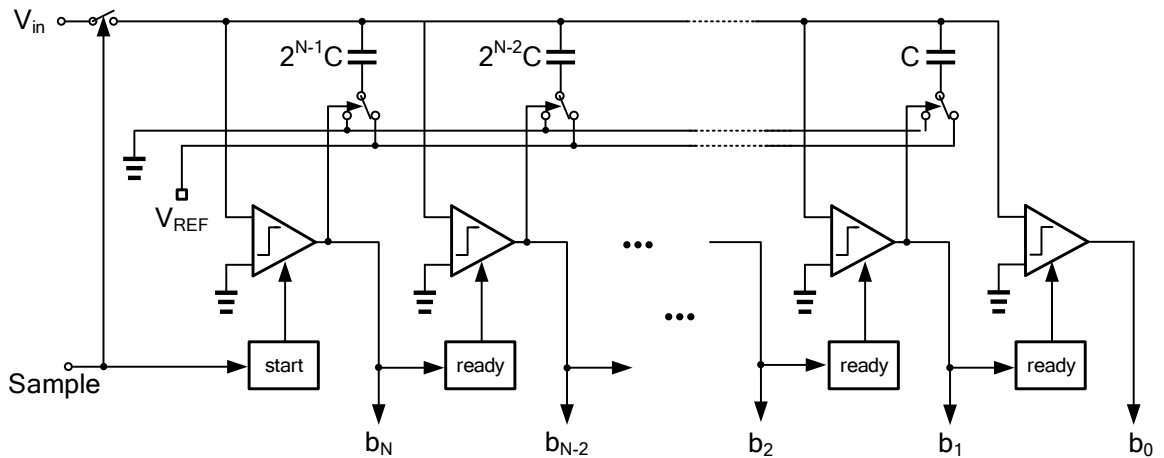 V_in
2^{N-1}C
2^{N-2}C
C
V_REF
start
ready
ready
ready
Sample
b_N
b_{N-2}
b_2
b_1
b_0